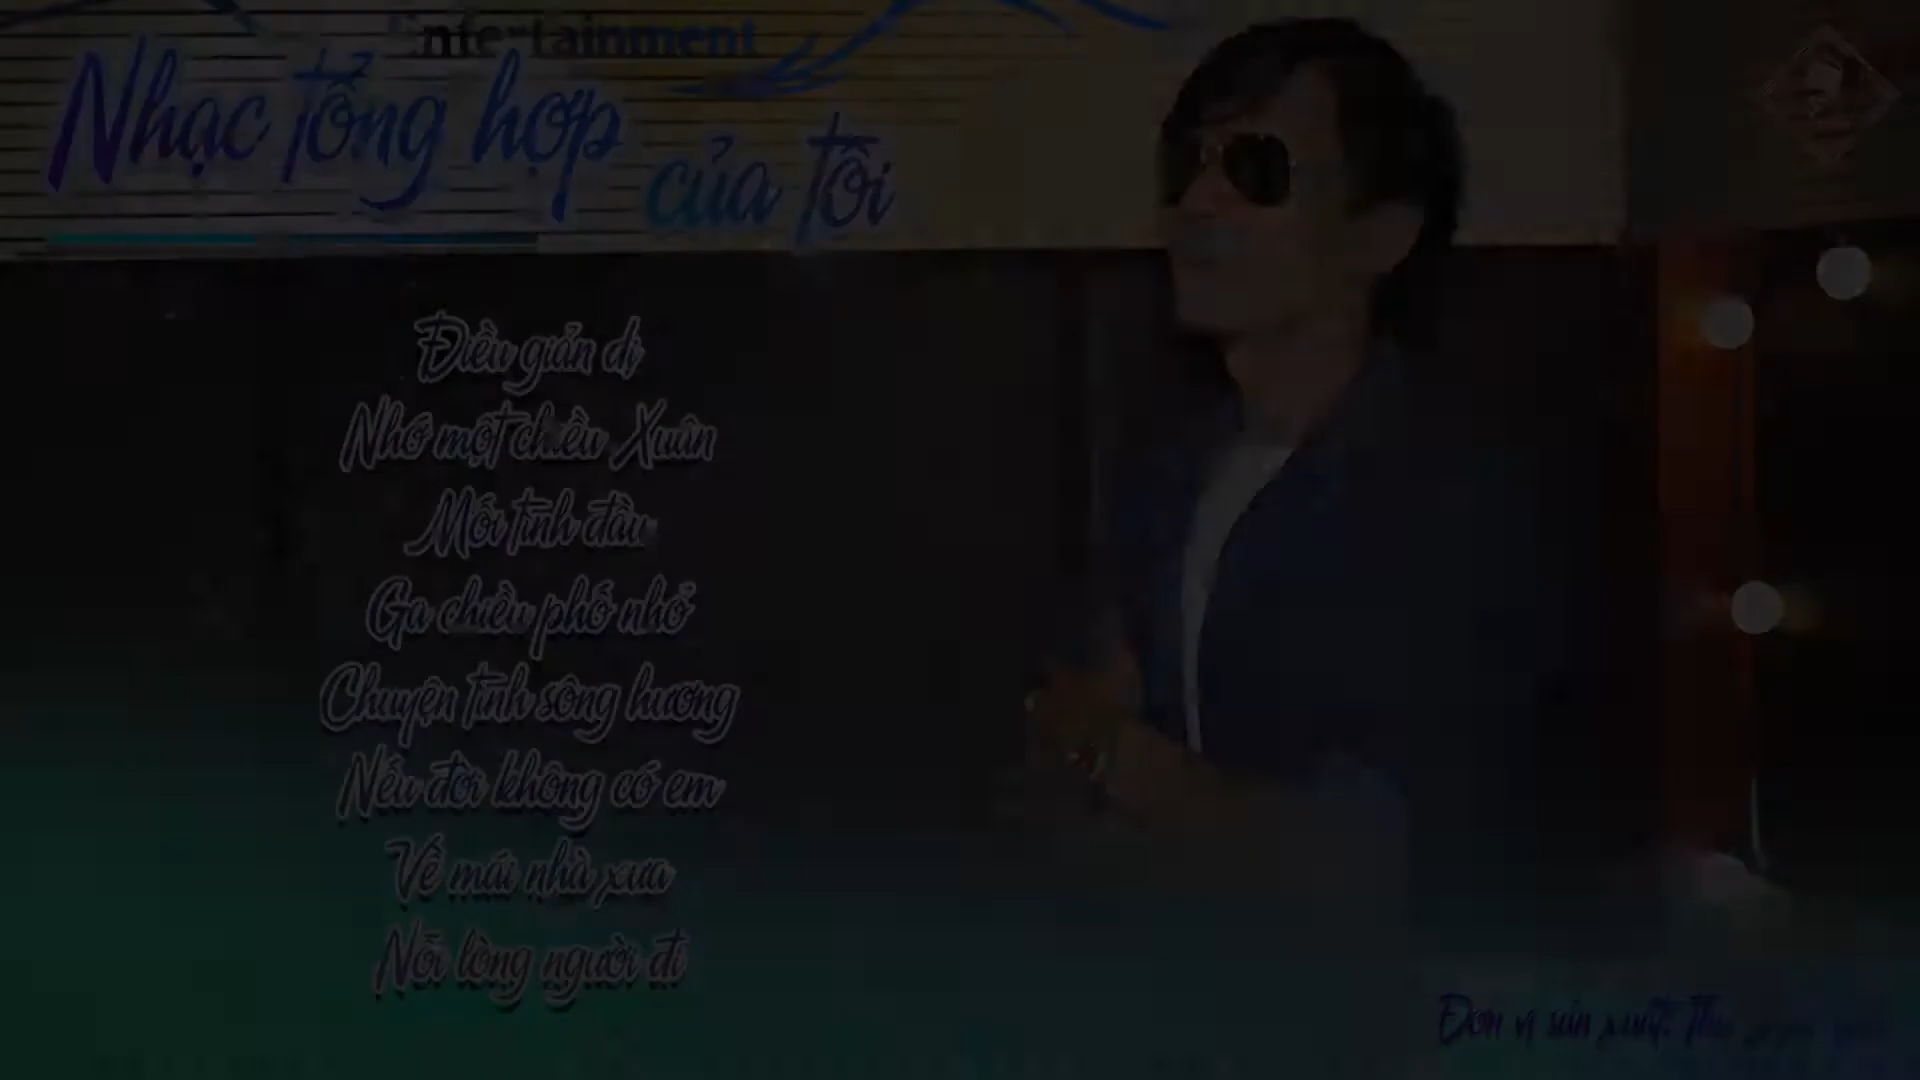 Entertainment
Nhạc tổng hợp
của tôi
Điều giản dị
Nhớ một chiều Xuân
Mối tình đầu
Ga chiều phố nhỏ
Chuyện tình sông hương
Nếu đời không có em
Về mái nhà xưa
Nỗi lòng người đi
Đơn vị sản xuất: